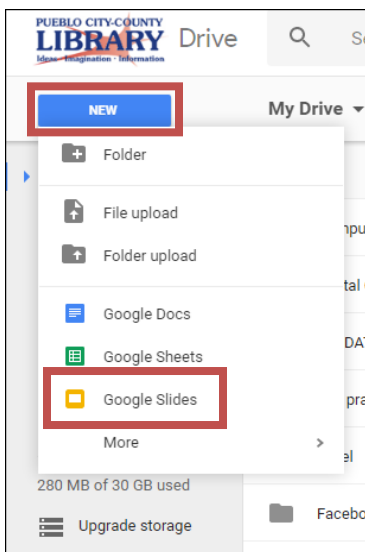 PUEBLO CITY-COUNTY
LIBRARY
Ideas · Imagination · Information
Drive
NEW
My Drive
Folder
File upload
Folder upload
Google Docs
Google Sheets
Google Slides
More
280 MB of 30 GB used
Upgrade storage